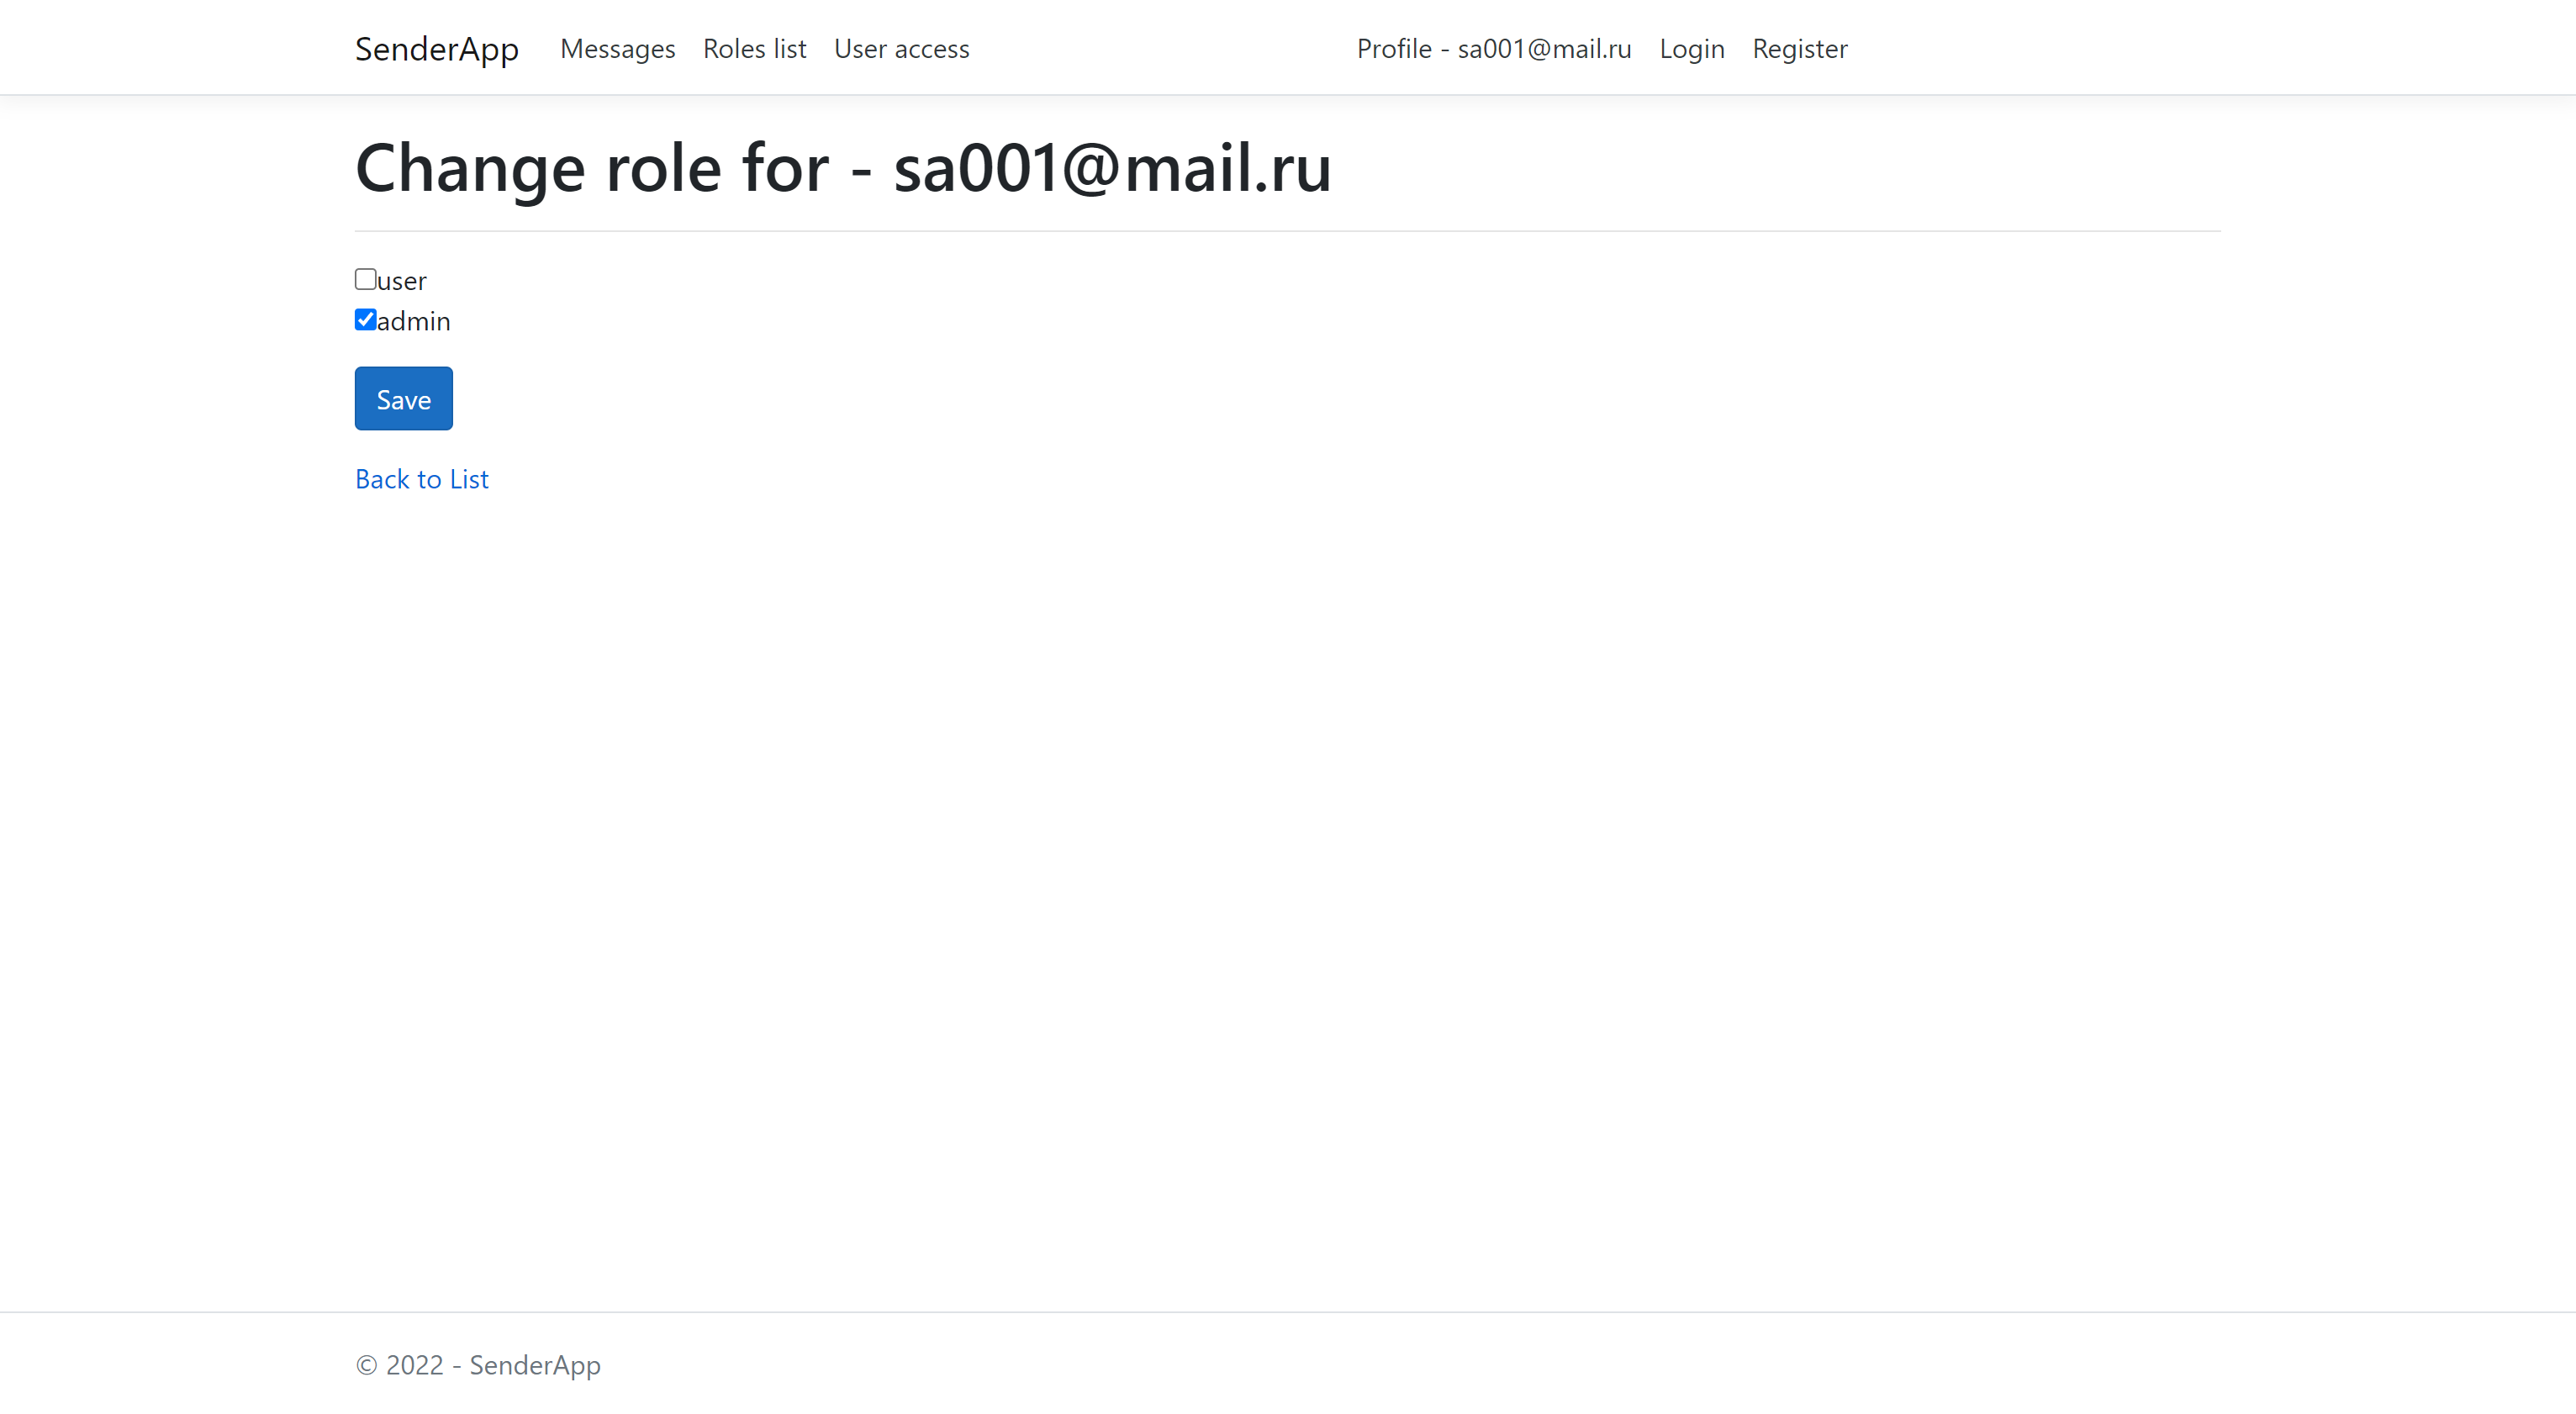 SenderApp Messages Roles list User access Profile - sa001@mail.ru Login Register
Change role for - sa001@mail.ru
user
admin
Save
Back to List
© 2022 - SenderApp